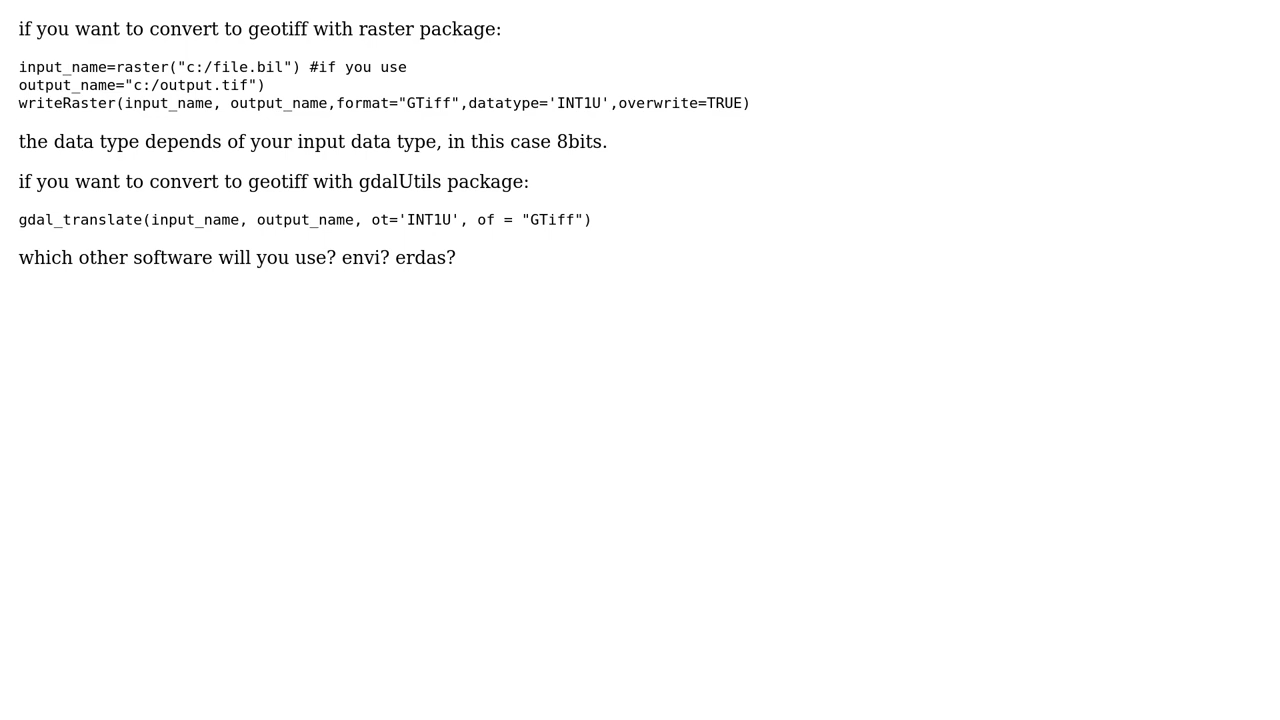 if you want to convert to geotiff with raster package:
input_name=raster("c:/file.bil") #if you use
output_name="c:/output.tif")
writeRaster(input_name, output_name,format="GTiff",datatype='INT1U',overwrite=TRUE)
the data type depends of your input data type, in this case 8bits.
if you want to convert to geotiff with gdalUtils package:
gdal_translate(input_name, output_name, ot='INT1U', of = "GTiff")
which other software will you use? envi? erdas?